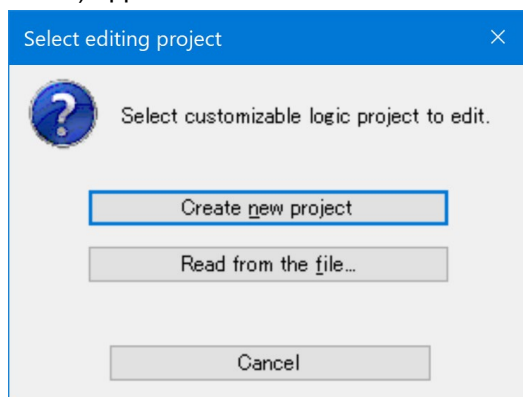 Select editing project
Select customizable logic project to edit.
Create new project
Read from the file...
Cancel